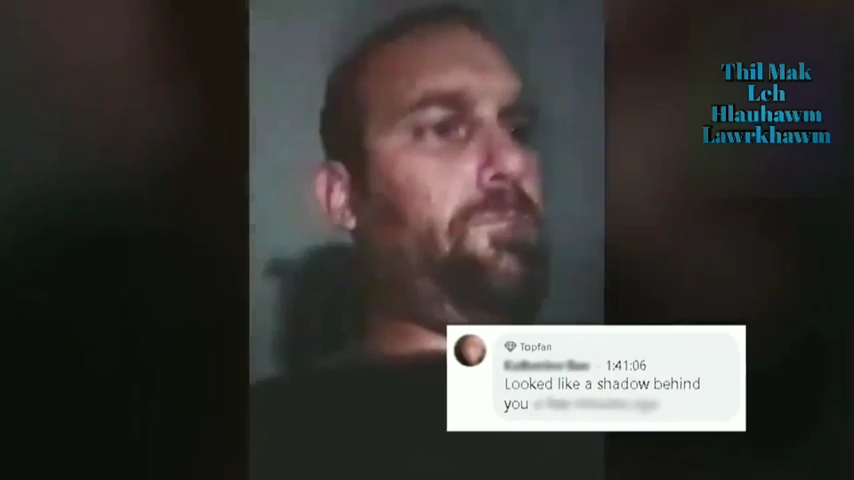 Thil Mak
Leh
Hlauhawm
Lawrkhawm
Topfan
· 1:41:06
Looked like a shadow behind
you